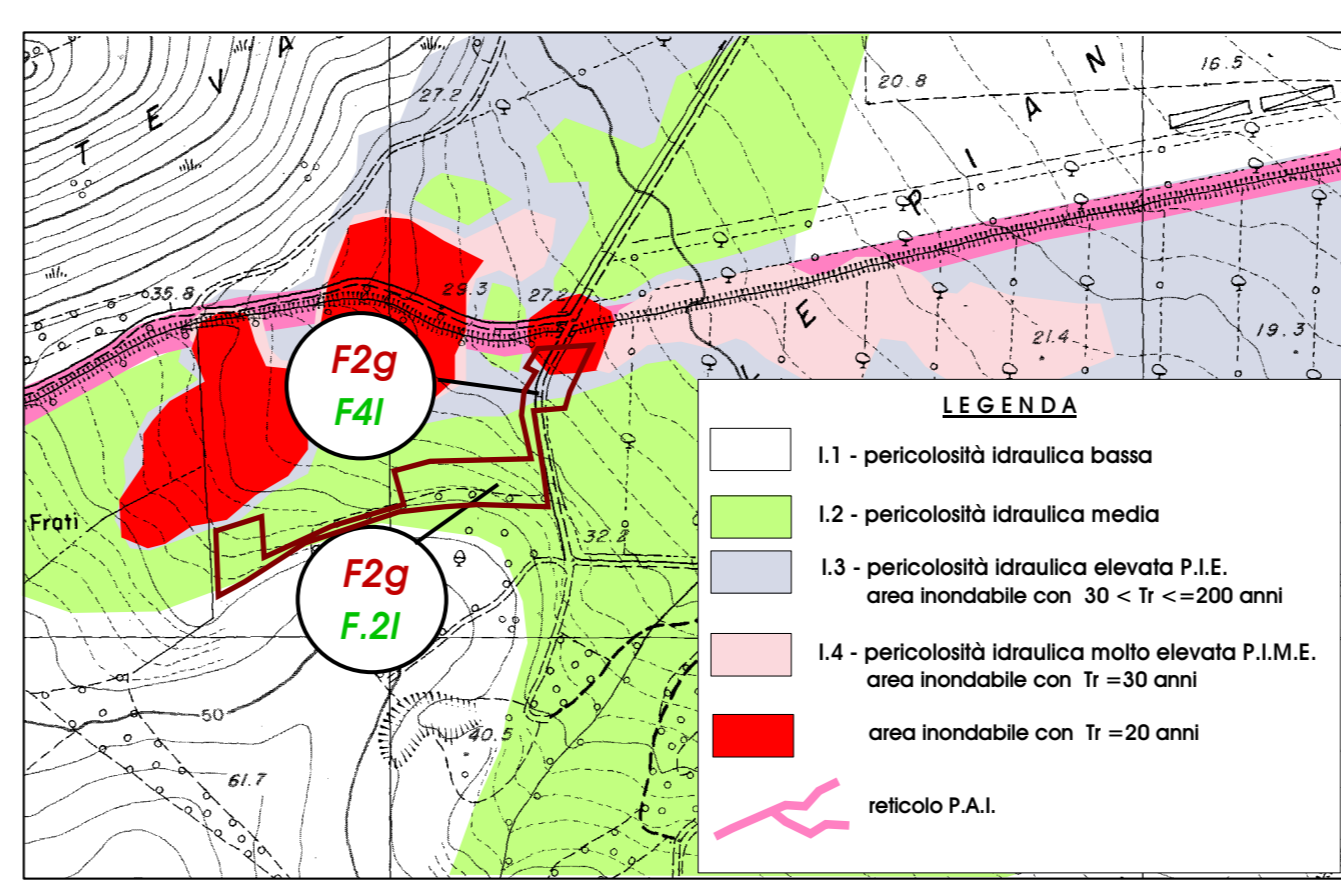 T E V A
27.2
20.8
16.5
E P I A N
35.8
29.3
27.2
21.4
19.3
F2g
F4I
Frati
32.2
F2g
F.2I
50
40.5
61.7
LEGENDA
I.1 - pericolosità idraulica bassa
I.2 - pericolosità idraulica media
I.3 - pericolosità idraulica elevata P.I.E.
area inondabile con 30 < Tr <=200 anni
I.4 - pericolosità idraulica molto elevata P.I.M.E.
area inondabile con Tr =30 anni
area inondabile con Tr =20 anni
reticolo P.A.I.